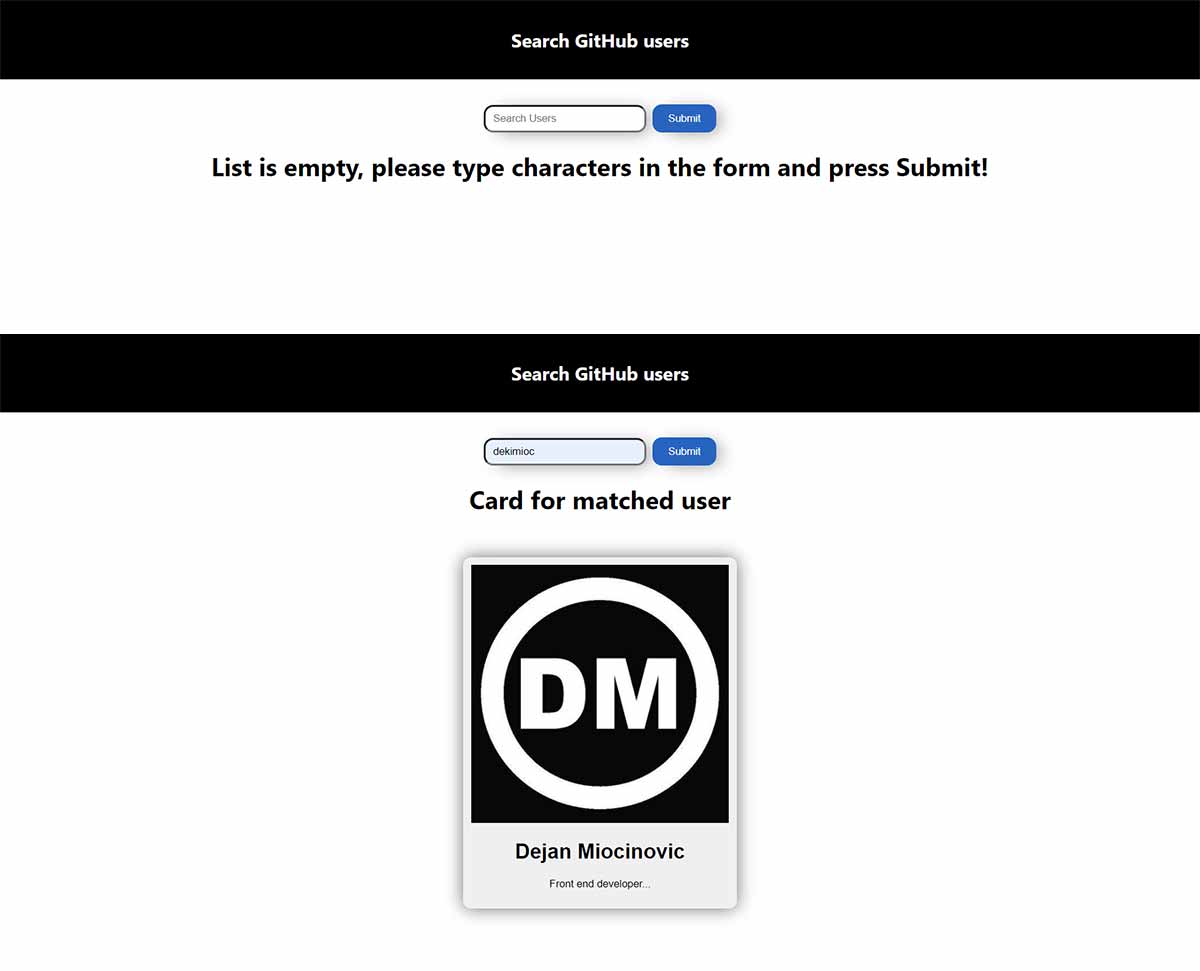 Search GitHub users
Search Users
Submit
List is empty, please type characters in the form and press Submit!
Search GitHub users
dekimioc
Submit
Card for matched user
DM
Dejan Miocinovic
Front end developer...